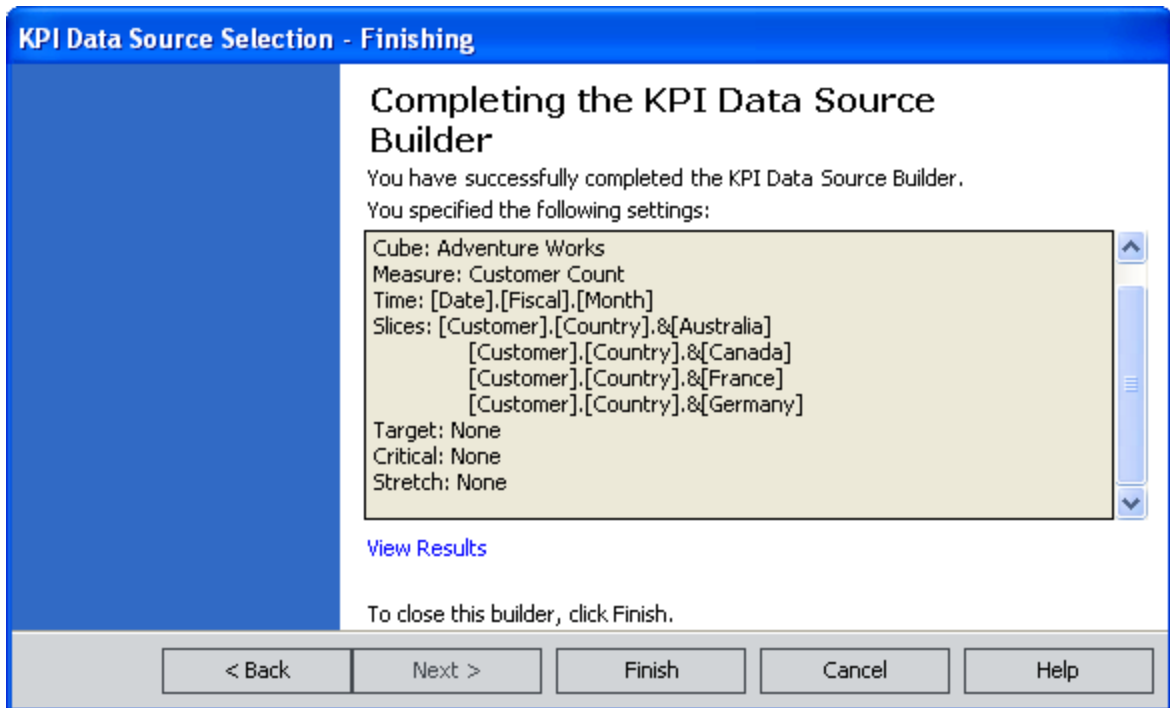 KPI Data Source Selection - Finishing
Completing the KPI Data Source
Builder
You have successfully completed the KPI Data Source Builder.
You specified the following settings:
Cube: Adventure Works
Measure: Customer Count
Time: [Date].[Fiscal].[Month]
Slices: [Customer].[Country].&[Australia]
[Customer].[Country].&[Canada]
[Customer].[Country].&[France]
[Customer].[Country].&[Germany]
Target: None
Critical: None
Stretch: None
View Results
To close this builder, click Finish.
< Back Next > Finish Cancel Help